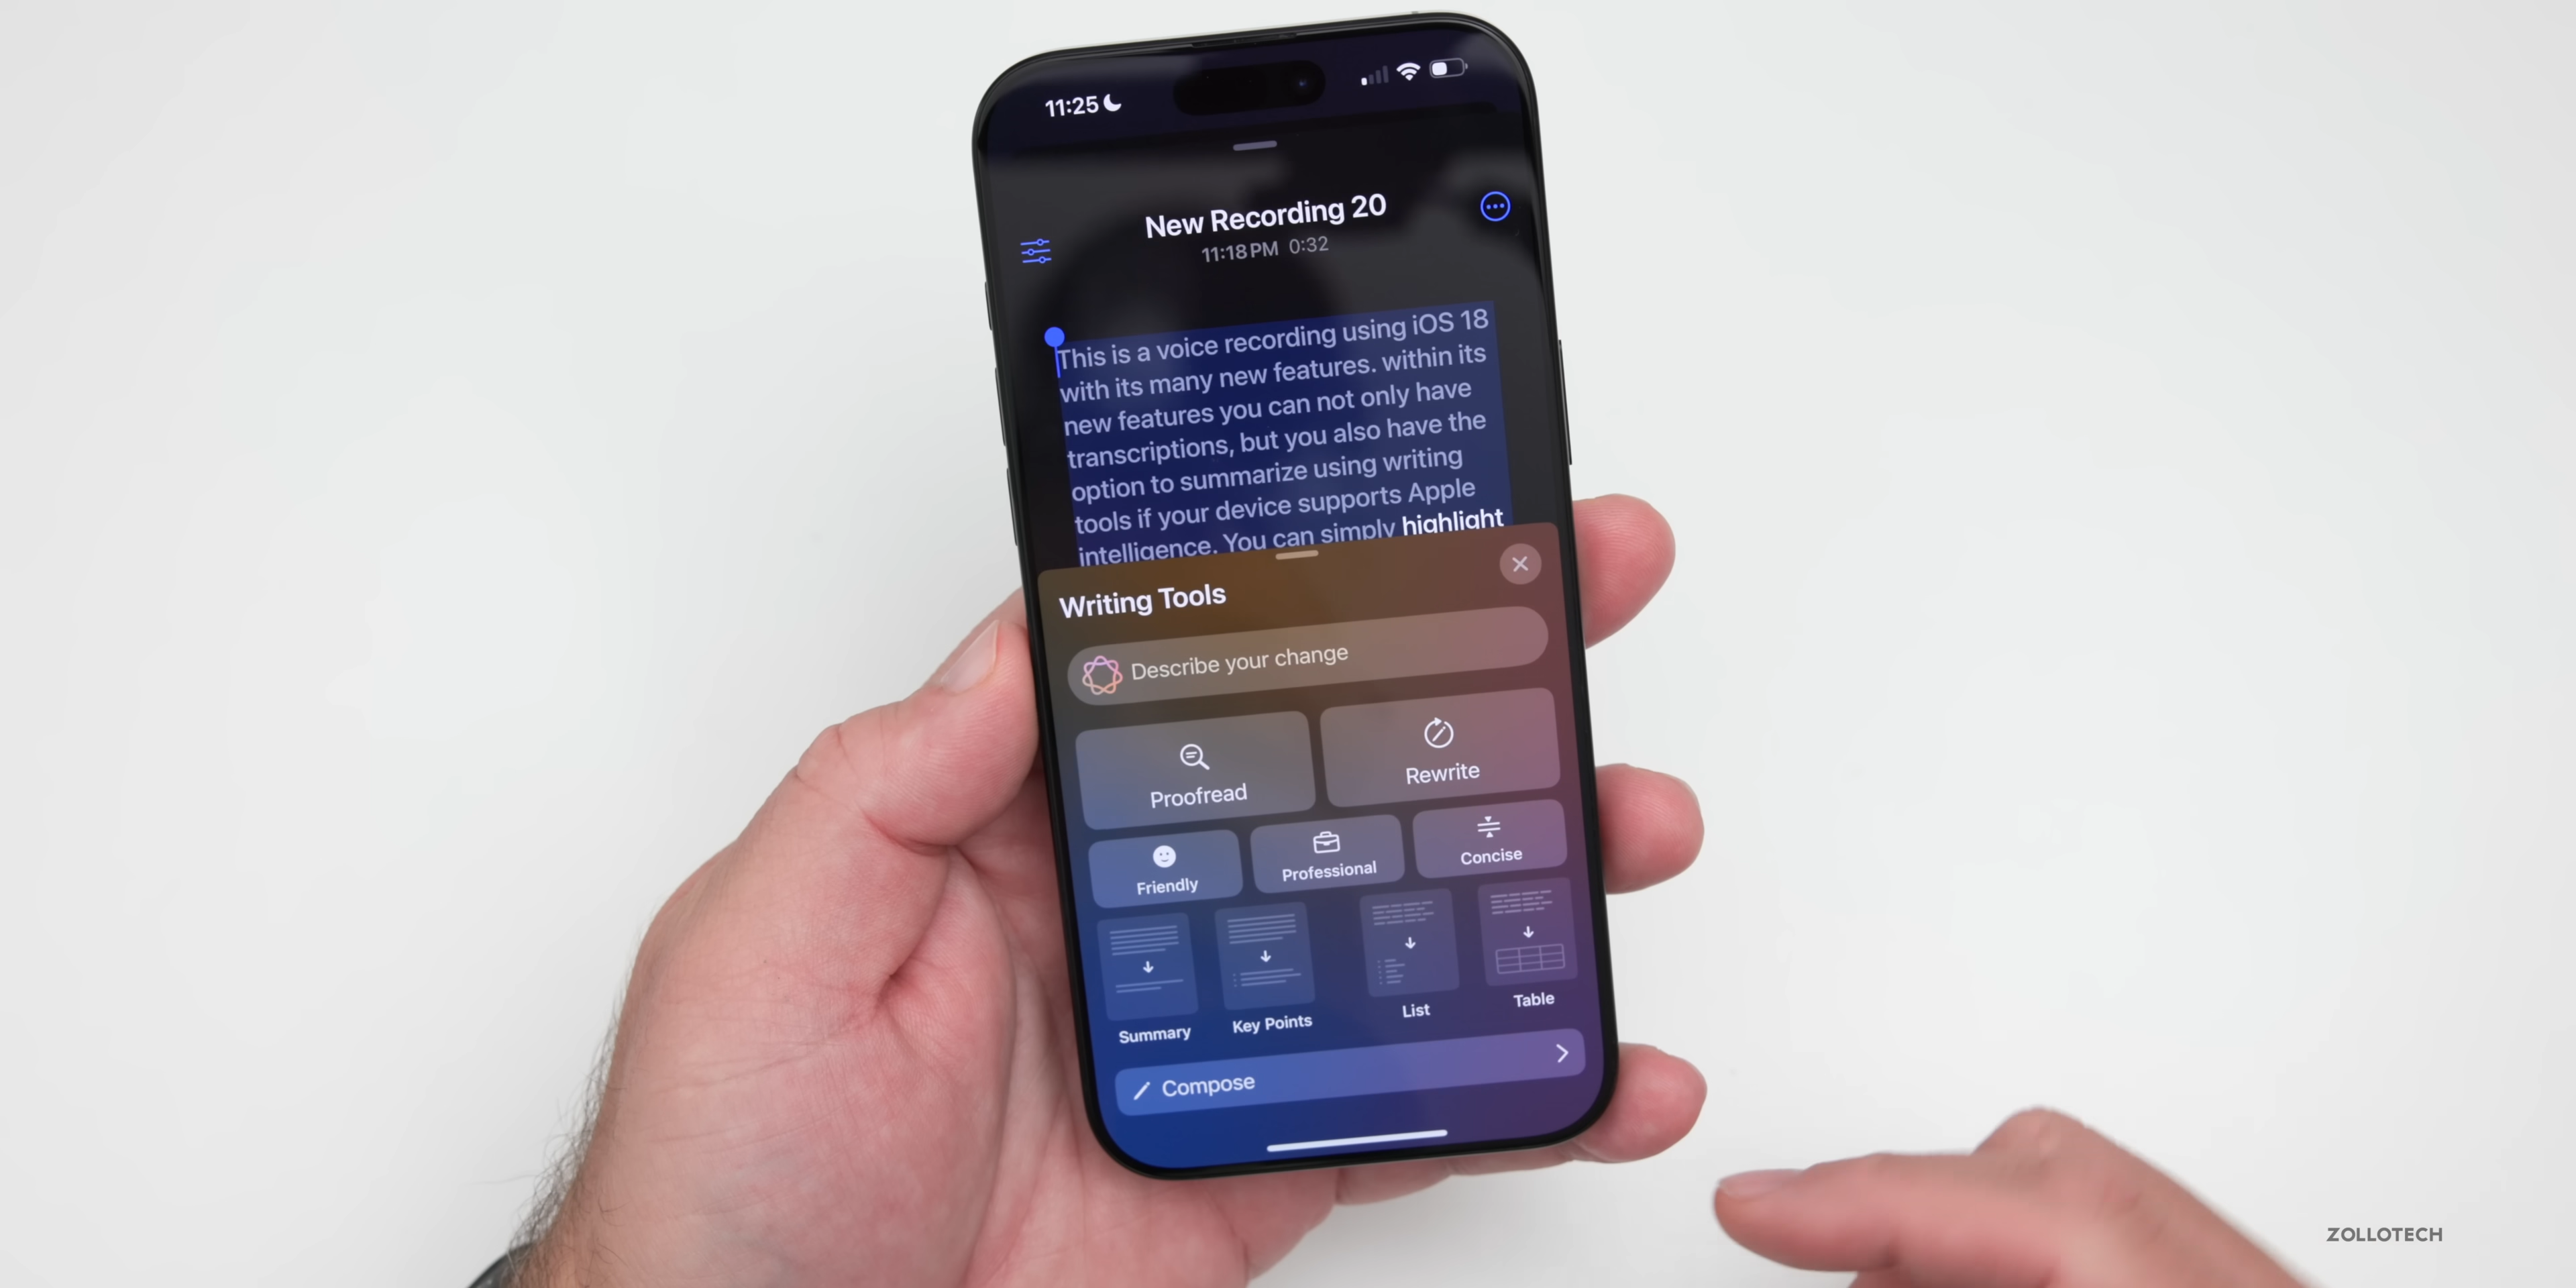 11:25
New Recording 20
11:18 PM 0:32
This is a voice recording using iOS 18
with its many new features. within its
new features you can not only have
transcriptions, but you also have the
option to summarize using writing
tools if your device supports Apple
intelligence. You can simply highlight
Writing Tools
Describe your change
Proofread
Rewrite
Friendly
Professional
Concise
Summary
Key Points
List
Table
Compose
ZOLLOTECH